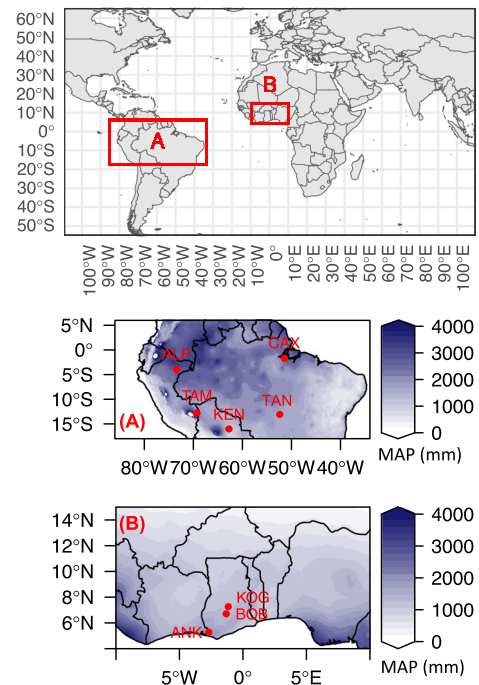 60°N
50°N
40°N
30°N
20°N
10°N
0°
10°S
20°S
30°S
40°S
50°S
A
B
100°W
90°W
80°W
70°W
60°W
50°W
40°W
30°W
20°W
10°W
0°
10°E
20°E
30°E
40°E
50°E
60°E
70°E
80°E
90°E
100°E
5°N
0°
5°S
10°S
15°S
ALP
CAX
TAM
KEN
TAN
(A)
80°W 70°W 60°W 50°W 40°W
4000
3000
2000
1000
0
MAP (mm)
(B)
14°N
12°N
10°N
8°N
6°N
KOG
BOB
ANK
5°W 0° 5°E
4000
3000
2000
1000
0
MAP (mm)